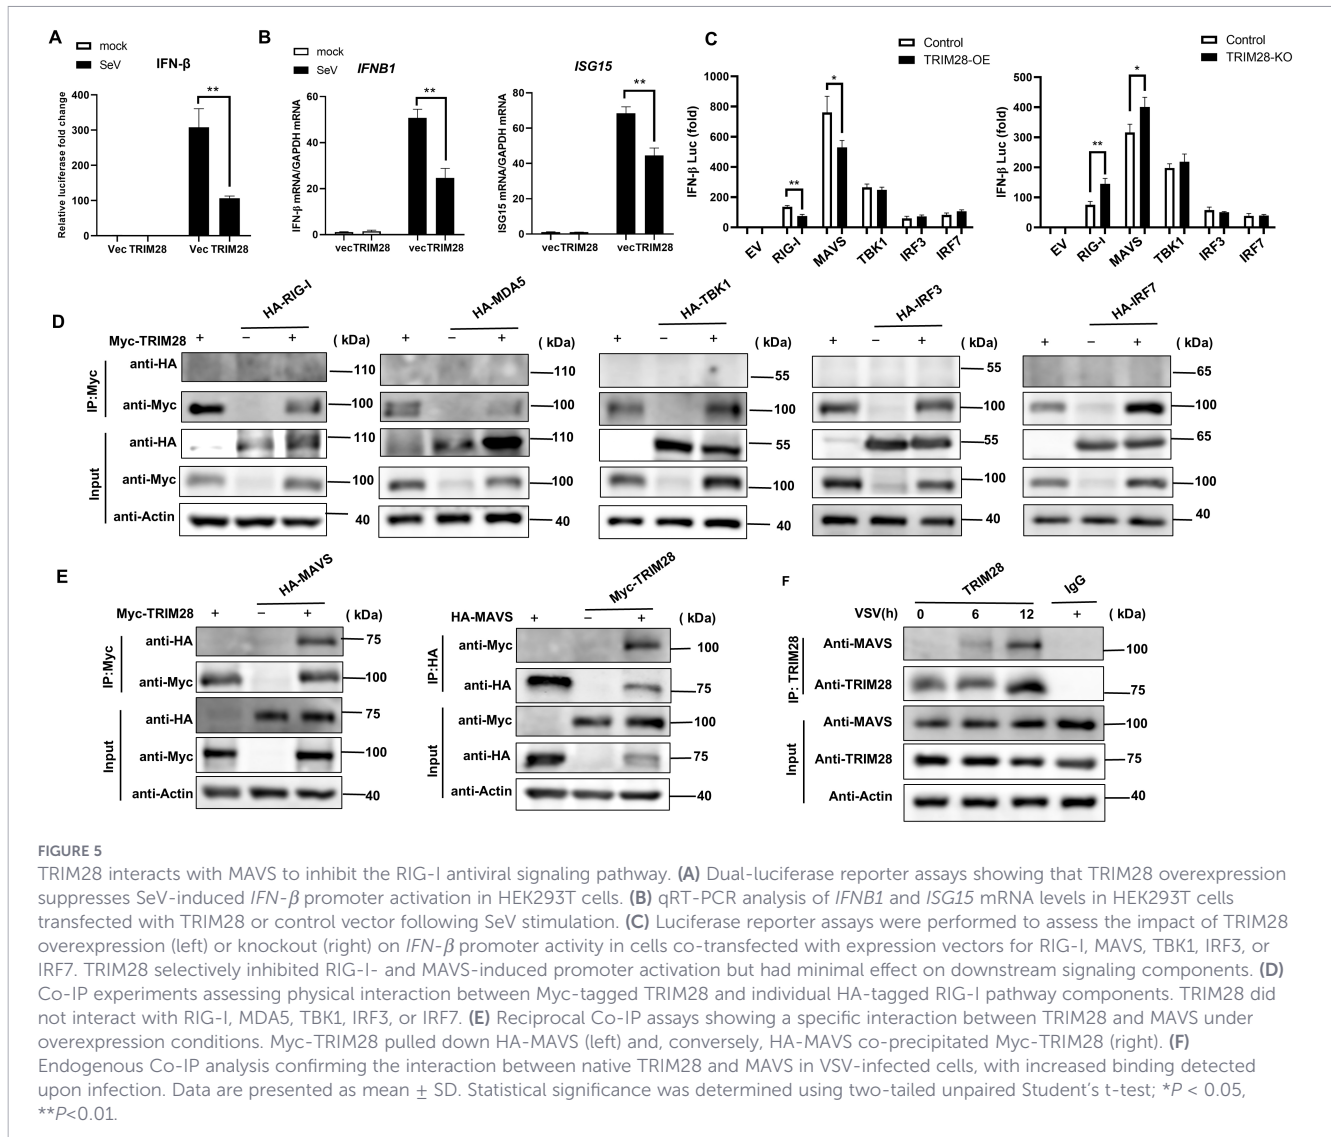 A
mock
SeV
IFN-β
**
Relative luciferase fold change
400
300
200
100
0
Vec TRIM28 Vec TRIM28
B
mock
SeV
IFNB1
**
IFN-β mRNA/GAPDH mRNA
60
40
20
0
vecTRIM28 vecTRIM28
ISG15
**
ISG15 mRNA/GAPDH mRNA
80
60
40
20
0
vecTRIM28 vecTRIM28
C
Control
TRIM28-OE
IFN-β Luc (fold)
1000
800
600
400
200
0
** *
EV RIG-I MAVS TBK1 IRF3 IRF7
Control
TRIM28-KO
IFN-β Luc (fold)
500
400
300
200
100
0
** *
EV RIG-I MAVS TBK1 IRF3 IRF7
D
HA-RIG-I HA-MDA5 HA-TBK1 HA-IRF3 HA-IRF7
Myc-TRIM28 + − + ( kDa) + − + ( kDa) + − + ( kDa) + − + ( kDa) + − + ( kDa)
IP:Myc
anti-HA 110 110 55 55 65
anti-Myc 100 100 100 100 100
Input
anti-HA 110 110 55 55 65
anti-Myc 100 100 100 100 100
anti-Actin 40 40 40 40 40
E
HA-MAVS
Myc-TRIM28 + − + ( kDa)
IP:Myc
anti-HA 75
anti-Myc 100
Input
anti-HA 75
anti-Myc 100
anti-Actin 40
Myc-TRIM28
HA-MAVS + − + ( kDa)
IP:HA
anti-Myc 100
anti-HA 75
Input
anti-Myc 100
anti-HA 75
anti-Actin 40
F
TRIM28 IgG
VSV(h) 0 6 12 + ( kDa)
IP: TRIM28
Anti-MAVS 100
Anti-TRIM28 75
Input
Anti-MAVS 100
Anti-TRIM28 75
Anti-Actin 40
FIGURE 5
TRIM28 interacts with MAVS to inhibit the RIG-I antiviral signaling pathway. (A) Dual-luciferase reporter assays showing that TRIM28 overexpression
suppresses SeV-induced IFN-β promoter activation in HEK293T cells. (B) qRT-PCR analysis of IFNB1 and ISG15 mRNA levels in HEK293T cells
transfected with TRIM28 or control vector following SeV stimulation. (C) Luciferase reporter assays were performed to assess the impact of TRIM28
overexpression (left) or knockout (right) on IFN-β promoter activity in cells co-transfected with expression vectors for RIG-I, MAVS, TBK1, IRF3, or
IRF7. TRIM28 selectively inhibited RIG-I- and MAVS-induced promoter activation but had minimal effect on downstream signaling components. (D)
Co-IP experiments assessing physical interaction between Myc-tagged TRIM28 and individual HA-tagged RIG-I pathway components. TRIM28 did
not interact with RIG-I, MDA5, TBK1, IRF3, or IRF7. (E) Reciprocal Co-IP assays showing a specific interaction between TRIM28 and MAVS under
overexpression conditions. Myc-TRIM28 pulled down HA-MAVS (left) and, conversely, HA-MAVS co-precipitated Myc-TRIM28 (right). (F)
Endogenous Co-IP analysis confirming the interaction between native TRIM28 and MAVS in VSV-infected cells, with increased binding detected
upon infection. Data are presented as mean ± SD. Statistical significance was determined using two-tailed unpaired Student’s t-test; *P < 0.05,
**P<0.01.